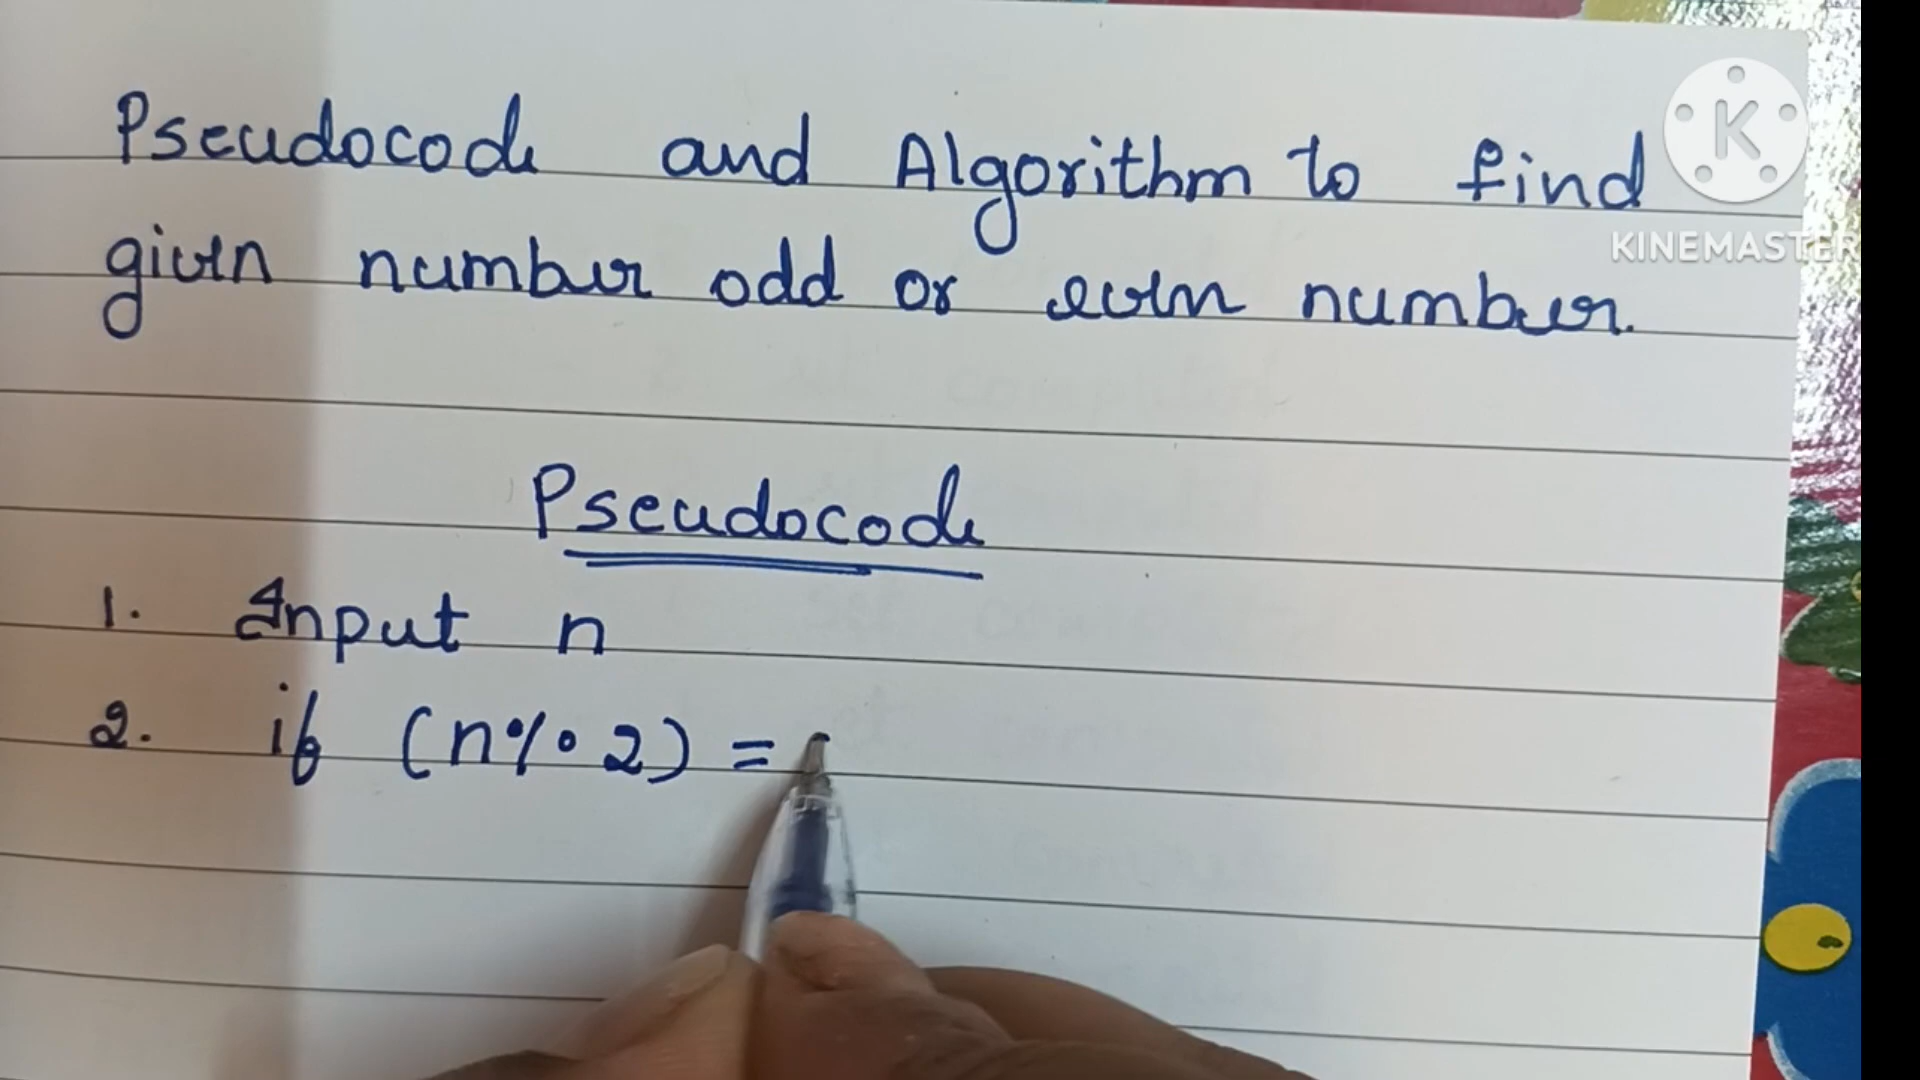 Pseudocode and Algorithm to find
given number odd or even number.
Pseudocode
1. Input n
2. if (n%2) =
K
KINEMASTER